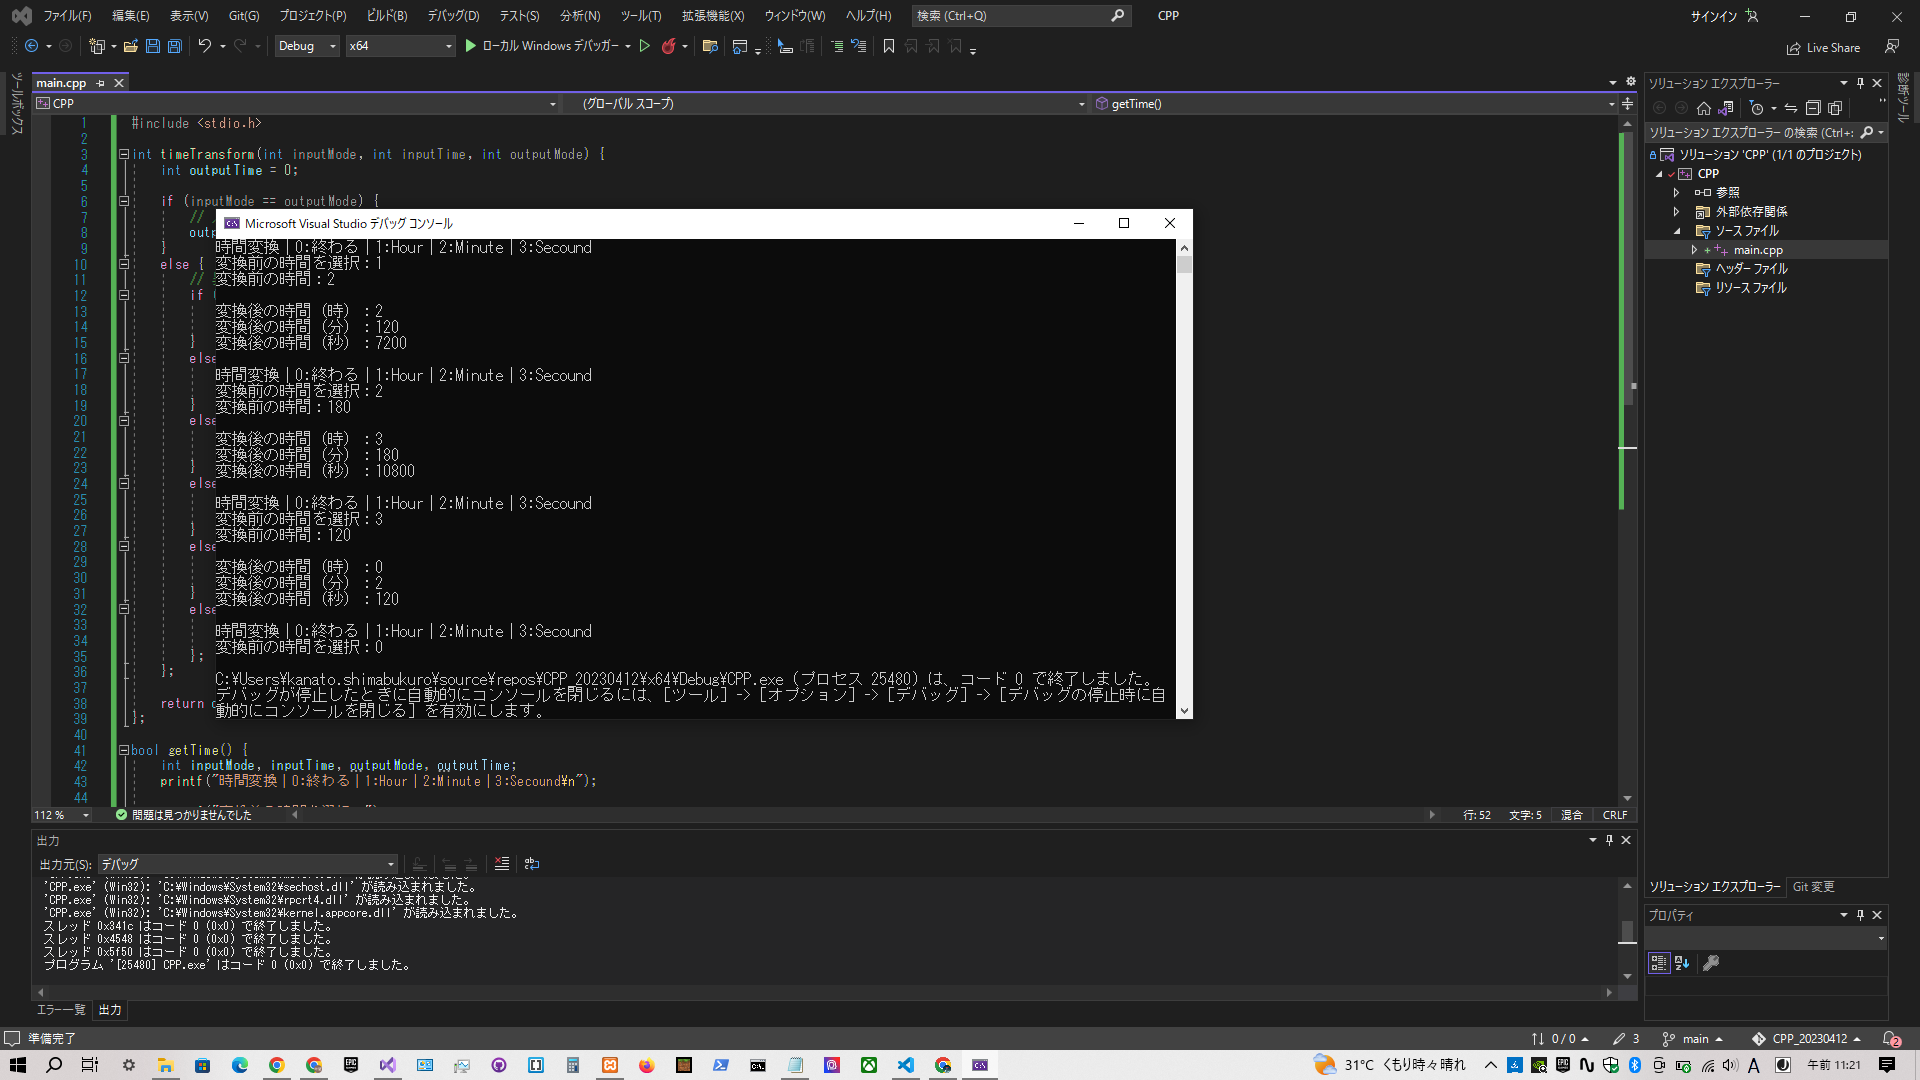 ファイル(F) 編集(E) 表示(V) Git(G) プロジェクト(P) ビルド(B) デバッグ(D) テスト(S) 分析(N) ツール(T) 拡張機能(X) ウィンドウ(W) ヘルプ(H) 検索 (Ctrl+Q) CPP サインイン
Debug x64 ローカル Windows デバッガー Live Share
ツールボックス
main.cpp
CPP (グローバル スコープ) getTime()
1 #include <stdio.h>
2
3 int timeTransform(int inputMode, int inputTime, int outputMode) {
4 int outputTime = 0;
5
6 if (inputMode == outputMode) {
7 //
8 outp
9 }
10 else {
11 //
12 if (
13
14
15 }
16 else
17
18
19 }
20 else
21
22
23 }
24 else
25
26
27 }
28 else
29
30
31 }
32 else
33
34
35 };
36 };
37
38 return
39 };
40
41 bool getTime() {
42 int inputMode, inputTime, outputMode, outputTime;
43 printf("時間変換｜0:終わる｜1:Hour｜2:Minute｜3:Secound¥n");
44
Microsoft Visual Studio デバッグ コンソール
時間変換｜0:終わる｜1:Hour｜2:Minute｜3:Secound
変換前の時間を選択：1
変換前の時間：2
変換後の時間（時）：2
変換後の時間（分）：120
変換後の時間（秒）：7200
時間変換｜0:終わる｜1:Hour｜2:Minute｜3:Secound
変換前の時間を選択：2
変換前の時間：180
変換後の時間（時）：3
変換後の時間（分）：180
変換後の時間（秒）：10800
時間変換｜0:終わる｜1:Hour｜2:Minute｜3:Secound
変換前の時間を選択：3
変換前の時間：120
変換後の時間（時）：0
変換後の時間（分）：2
変換後の時間（秒）：120
時間変換｜0:終わる｜1:Hour｜2:Minute｜3:Secound
変換前の時間を選択：0
C:¥Users¥kanato.shimabukuro¥source¥repos¥CPP_20230412¥x64¥Debug¥CPP.exe (プロセス 25480) は、コード 0 で終了しました。
デバッグが停止したときに自動的にコンソールを閉じるには、[ツール] -> [オプション] -> [デバッグ] -> [デバッグの停止時に自
動的にコンソールを閉じる] を有効にします。
112 % 問題は見つかりませんでした 行: 52 文字: 5 混合 CRLF
出力
出力元(S): デバッグ
'CPP.exe' (Win32): 'C:¥Windows¥System32¥sechost.dll' が読み込まれました。
'CPP.exe' (Win32): 'C:¥Windows¥System32¥rpcrt4.dll' が読み込まれました。
'CPP.exe' (Win32): 'C:¥Windows¥System32¥kernel.appcore.dll' が読み込まれました。
スレッド 0x341c はコード 0 (0x0) で終了しました。
スレッド 0x4548 はコード 0 (0x0) で終了しました。
スレッド 0x5f50 はコード 0 (0x0) で終了しました。
プログラム '[25480] CPP.exe' はコード 0 (0x0) で終了しました。
エラー一覧 出力
ソリューション エクスプローラー
ソリューション エクスプローラー の検索 (Ctrl+:
ソリューション 'CPP' (1/1 のプロジェクト)
CPP
参照
外部依存関係
ソース ファイル
main.cpp
ヘッダー ファイル
リソース ファイル
ソリューション エクスプローラー Git 変更
プロパティ
診断ツール
準備完了 0 / 0 3 main CPP_20230412 2
31°C くもり時々晴れ A 午前 11:21